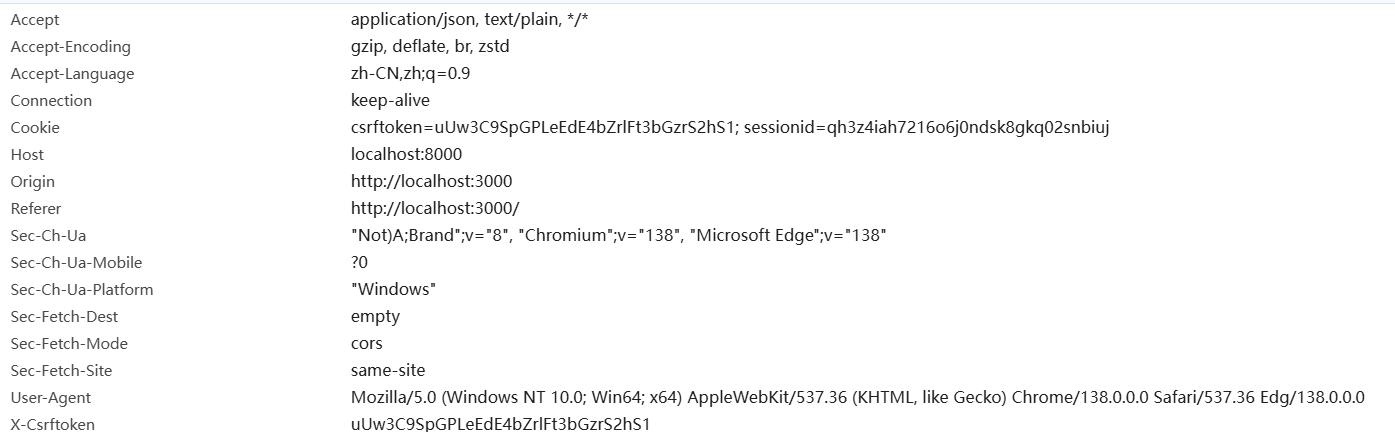 Accept application/json, text/plain, */*
Accept-Encoding gzip, deflate, br, zstd
Accept-Language zh-CN,zh;q=0.9
Connection keep-alive
Cookie csrftoken=uUw3C9SpGPLeEdE4bZrlFt3bGzrS2hS1; sessionid=qh3z4iah7216o6j0ndsk8gkq02snbiuj
Host localhost:8000
Origin http://localhost:3000
Referer http://localhost:3000/
Sec-Ch-Ua "Not)A;Brand";v="8", "Chromium";v="138", "Microsoft Edge";v="138"
Sec-Ch-Ua-Mobile ?0
Sec-Ch-Ua-Platform "Windows"
Sec-Fetch-Dest empty
Sec-Fetch-Mode cors
Sec-Fetch-Site same-site
User-Agent Mozilla/5.0 (Windows NT 10.0; Win64; x64) AppleWebKit/537.36 (KHTML, like Gecko) Chrome/138.0.0.0 Safari/537.36 Edg/138.0.0.0
X-Csrftoken uUw3C9SpGPLeEdE4bZrlFt3bGzrS2hS1